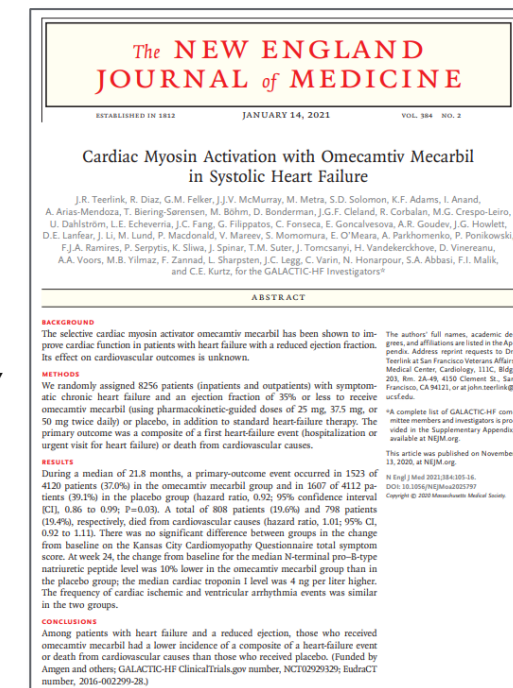 The NEW ENGLAND
JOURNAL of MEDICINE
ESTABLISHED IN 1812 JANUARY 14, 2021 VOL. 384 NO. 2
Cardiac Myosin Activation with Omecamtiv Mecarbil
in Systolic Heart Failure
J.R. Teerlink, R. Diaz, G.M. Felker, J.J.V. McMurray, M. Metra, S.D. Solomon, K.F. Adams, I. Anand,
A. Arias-Mendoza, T. Biering-Sørensen, M. Böhm, D. Bonderman, J.G.F. Cleland, R. Corbalan, M.G. Crespo-Leiro,
U. Dahlström, L.E. Echeverria, J.C. Fang, G. Filippatos, C. Fonseca, E. Goncalvesova, A.R. Goudev, J.G. Howlett,
D.E. Lanfear, J. Li, M. Lund, P. Macdonald, V. Mareev, S. Momomura, E. O'Meara, A. Parkhomenko, P. Ponikowski,
F.J.A. Ramires, P. Serpytis, K. Sliwa, J. Spinar, T.M. Suter, J. Tomcsanyi, H. Vandekerckhove, D. Vinereanu,
A.A. Voors, M.B. Yilmaz, F. Zannad, L. Sharpsten, J.C. Legg, C. Varin, N. Honarpour, S.A. Abbasi, F.I. Malik,
and C.E. Kurtz, for the GALACTIC-HF Investigators*
ABSTRACT
BACKGROUND
The selective cardiac myosin activator omecamtiv mecarbil has been shown to im-
prove cardiac function in patients with heart failure with a reduced ejection fraction.
Its effect on cardiovascular outcomes is unknown.
METHODS
We randomly assigned 8256 patients (inpatients and outpatients) with symptom-
atic chronic heart failure and an ejection fraction of 35% or less to receive
omecamtiv mecarbil (using pharmacokinetic-guided doses of 25 mg, 37.5 mg, or
50 mg twice daily) or placebo, in addition to standard heart-failure therapy. The
primary outcome was a composite of a first heart-failure event (hospitalization or
urgent visit for heart failure) or death from cardiovascular causes.
RESULTS
During a median of 21.8 months, a primary-outcome event occurred in 1523 of
4120 patients (37.0%) in the omecamtiv mecarbil group and in 1607 of 4112 pa-
tients (39.1%) in the placebo group (hazard ratio, 0.92; 95% confidence interval
[CI], 0.86 to 0.99; P=0.03). A total of 808 patients (19.6%) and 798 patients
(19.4%), respectively, died from cardiovascular causes (hazard ratio, 1.01; 95% CI,
0.92 to 1.11). There was no significant difference between groups in the change
from baseline on the Kansas City Cardiomyopathy Questionnaire total symptom
score. At week 24, the change from baseline for the median N-terminal pro–B-type
natriuretic peptide level was 10% lower in the omecamtiv mecarbil group than in
the placebo group; the median cardiac troponin I level was 4 ng per liter higher.
The frequency of cardiac ischemic and ventricular arrhythmia events was similar
in the two groups.
CONCLUSIONS
Among patients with heart failure and a reduced ejection, those who received
omecamtiv mecarbil had a lower incidence of a composite of a heart-failure event
or death from cardiovascular causes than those who received placebo. (Funded by
Amgen and others; GALACTIC-HF ClinicalTrials.gov number, NCT02929329; EudraCT
number, 2016-002299-28.)
The authors' full names, academic de
grees, and affiliations are listed in the Ap
pendix. Address reprint requests to Dr
Teerlink at San Francisco Veterans Affairs
Medical Center, Cardiology, 111C, Bldg
203, Rm. 2A-49, 4150 Clement St., San
Francisco, CA 94121, or at john.teerlink@
ucsf.edu.
*A complete list of GALACTIC-HF com
mittee members and investigators is pro
vided in the Supplementary Appendix
available at NEJM.org.
This article was published on November
13, 2020, at NEJM.org.
N Engl J Med 2021;384:105-16.
DOI: 10.1056/NEJMoa2025797
Copyright © 2020 Massachusetts Medical Society.